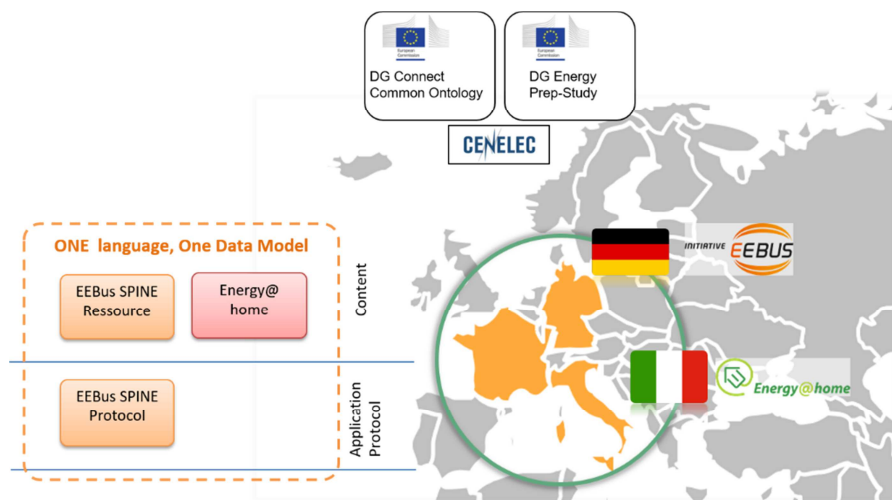 European
Commission
DG Connect
Common Ontology
European
Commission
DG Energy
Prep-Study
CENELEC
ONE language, One Data Model
EEBus SPINE
Ressource
Energy@
home
Content
EEBus SPINE
Protocol
Application
Protocol
INITIATIVE EEBUS
Energy@home